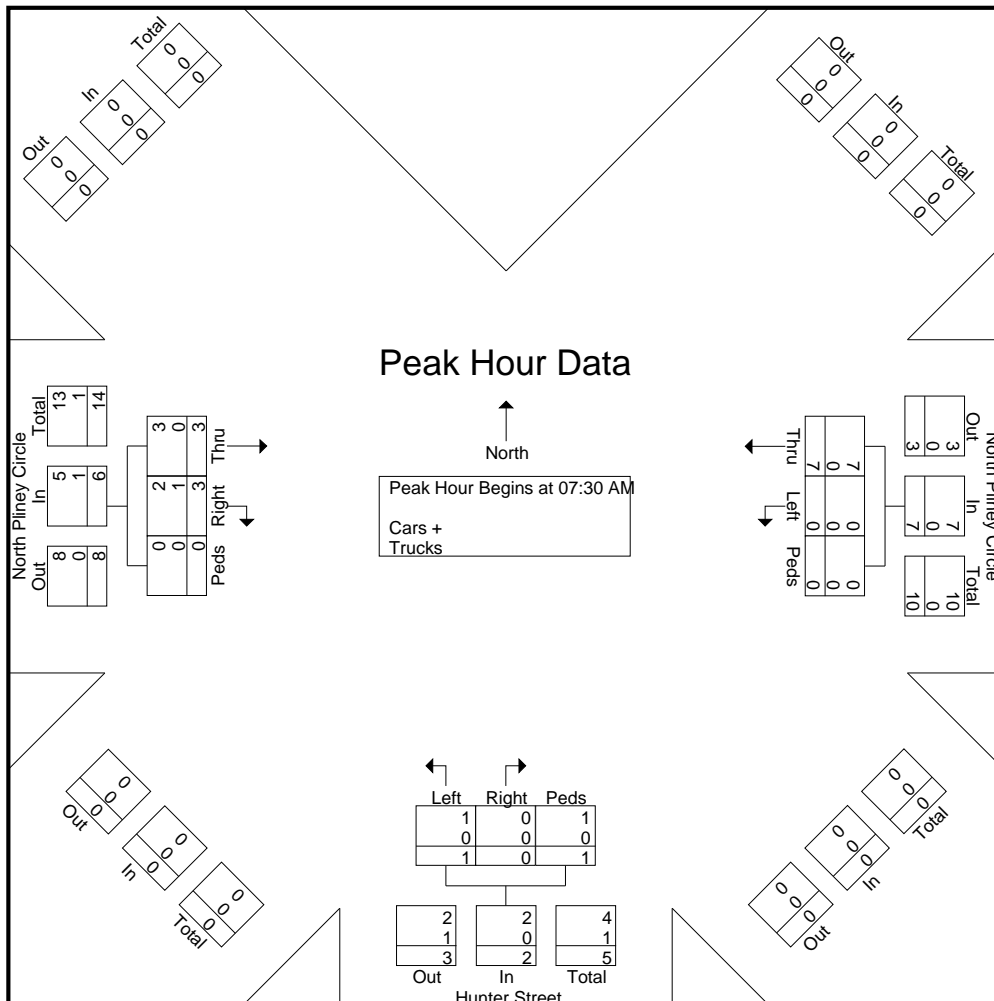 Total
0
0
0
In
0
0
0
Out
0
0
0
Out
0
0
0
In
0
0
0
Total
0
0
0
Peak Hour Data
North
Peak Hour Begins at 07:30 AM
Cars +
Trucks
North Pliney Circle
Out In Total
8 5 13
0 1 1
8 6 14
Peds Right Thru
0 2 3
0 1 0
0 3 3
North Pliney Circle
Out In Total
3 7 10
0 0 0
3 7 10
Thru Left Peds
7 0 0
0 0 0
7 0 0
Left Right Peds
1 0 1
0 0 0
1 0 1
2 2 4
1 0 1
3 2 5
Out In Total
Hunter Street
0
0
0
Out
0
0
0
In
0
0
0
Total
0
0
0
Total
0
0
0
In
0
0
0
Out